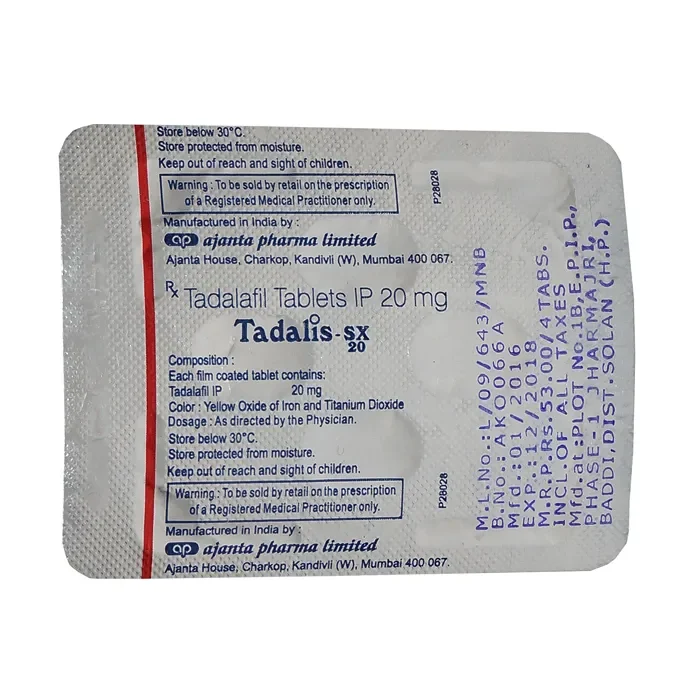 Store below 30°C.
Store protected from moisture.
Keep out of reach and sight of children.
Warning : To be sold by retail on the prescription
of a Registered Medical Practitioner only.
Manufactured in India by :
ap ajanta pharma limited
Ajanta House, Charkop, Kandivli (W), Mumbai 400 067.
Rx Tadalafil Tablets IP 20 mg
Tadalis-sx
20
Composition :
Each film coated tablet contains:
Tadalafil IP 20 mg
Color : Yellow Oxide of Iron and Titanium Dioxide
Dosage : As directed by the Physician.
Store below 30°C.
Store protected from moisture.
Keep out of reach and sight of children.
Warning : To be sold by retail on the prescription
of a Registered Medical Practitioner only.
Manufactured in India by :
ap ajanta pharma limited
Ajanta House, Charkop, Kandivli (W), Mumbai 400 067.
P28028
P28028
M.L.No.:L/09/643/MNB
B.No.:AK0066A
Mfd.:01/2016
EXP.:12/2018
M.R.P.Rs.53.00/4TABS.
INCL.OF ALL TAXES
Mfd.at:PLOT No.1B,E.P.I.P.,
PHASE-1 JHARMAJRI,
BADDI,DIST.SOLAN (H.P.)